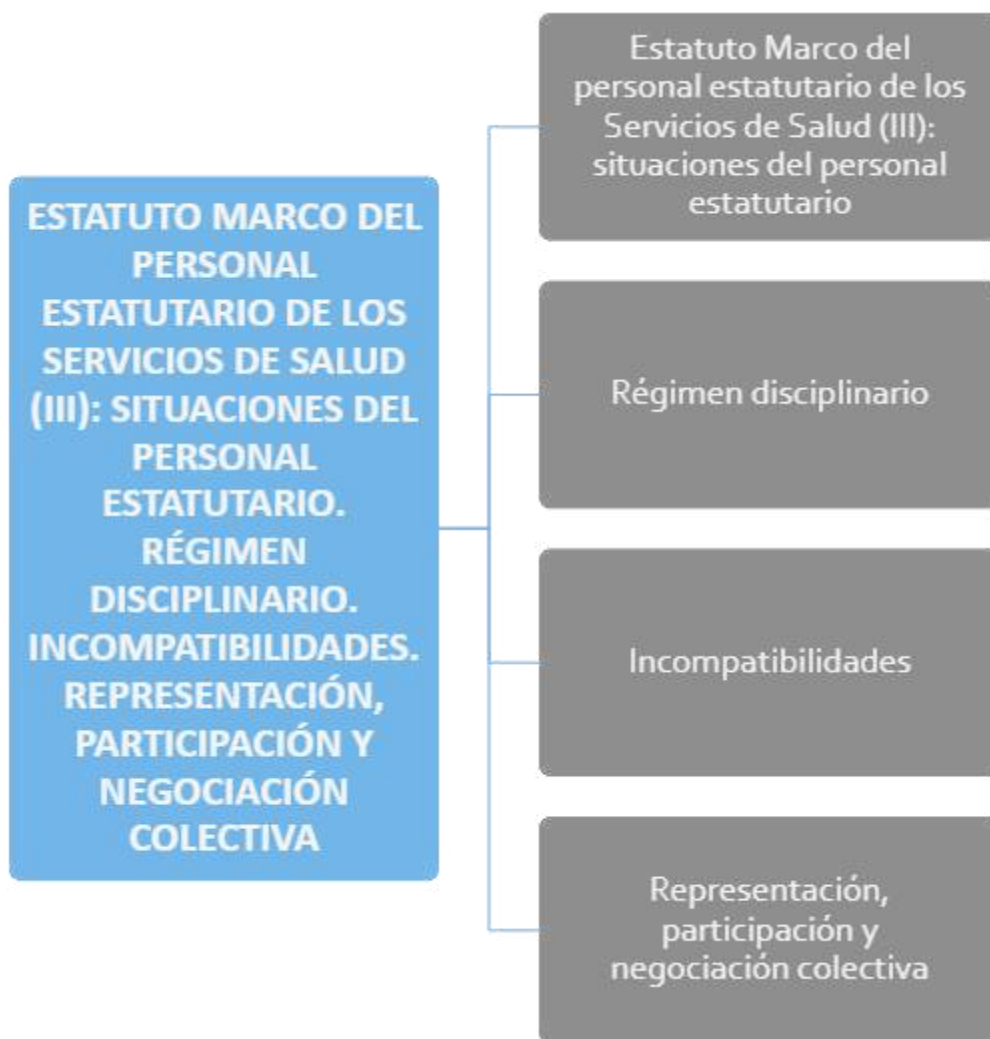 ESTATUTO MARCO DEL
PERSONAL
ESTATUTARIO DE LOS
SERVICIOS DE SALUD
(III): SITUACIONES DEL
PERSONAL
ESTATUTARIO.
RÉGIMEN
DISCIPLINARIO.
INCOMPATIBILIDADES.
REPRESENTACIÓN,
PARTICIPACIÓN Y
NEGOCIACIÓN
COLECTIVA
Estatuto Marco del
personal estatutario de los
Servicios de Salud (III):
situaciones del personal
estatutario
Régimen disciplinario
Incompatibilidades
Representación,
participación y
negociación colectiva